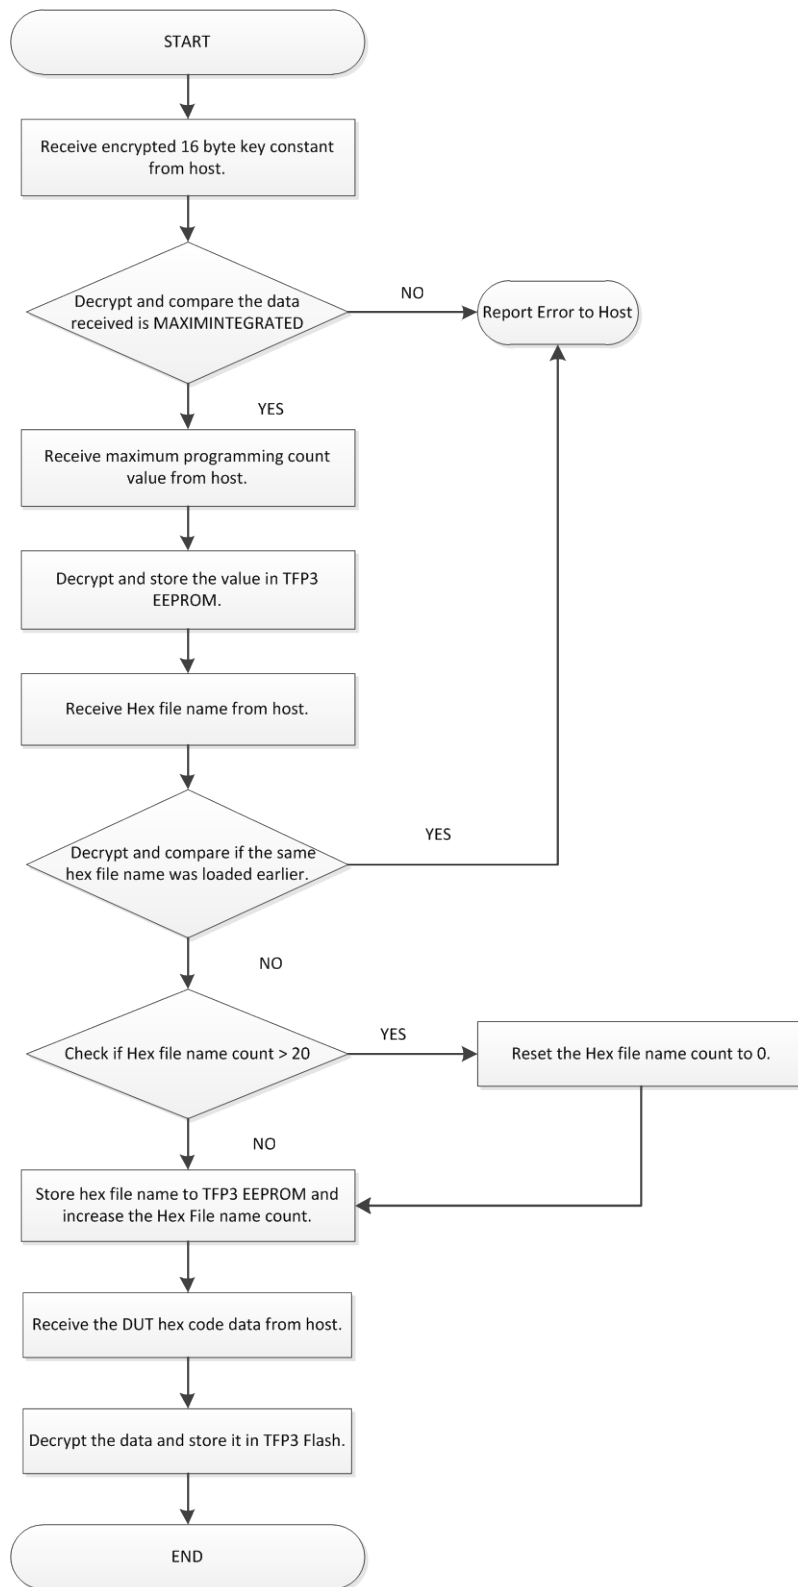 START
Receive encrypted 16 byte key constant
from host.
Decrypt and compare the data
received is MAXIMINTEGRATED
NO
Report Error to Host
YES
Receive maximum programming count
value from host.
Decrypt and store the value in TFP3
EEPROM.
Receive Hex file name from host.
Decrypt and compare if the same
hex file name was loaded earlier.
YES
NO
Check if Hex file name count > 20
YES
Reset the Hex file name count to 0.
NO
Store hex file name to TFP3 EEPROM and
increase the Hex File name count.
Receive the DUT hex code data from host.
Decrypt the data and store it in TFP3 Flash.
END